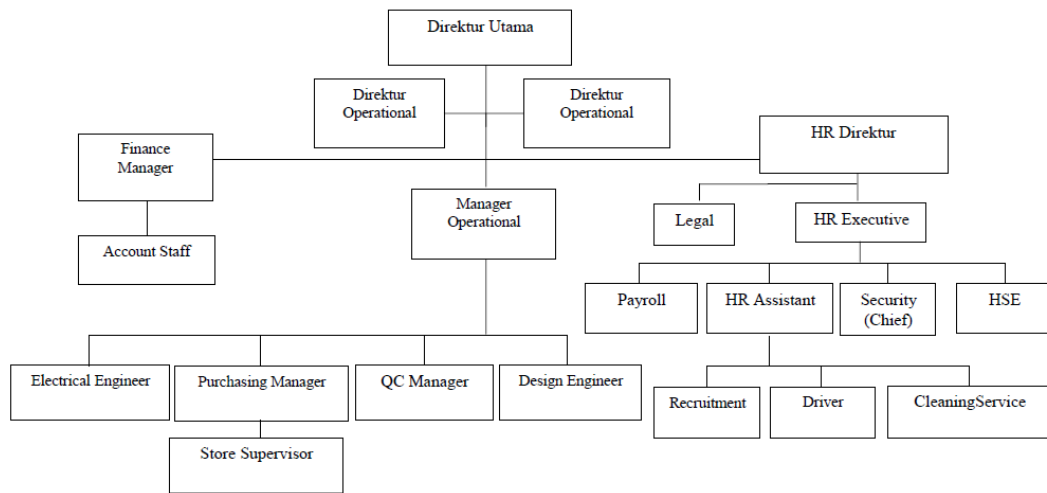 Direktur Utama
Direktur
Operational
Direktur
Operational
HR Direktur
Finance
Manager
Manager
Operational
Legal
HR Executive
Account Staff
Payroll
HR Assistant
Security
(Chief)
HSE
Electrical Engineer
Purchasing Manager
QC Manager
Design Engineer
Recruitment
Driver
CleaningService
Store Supervisor